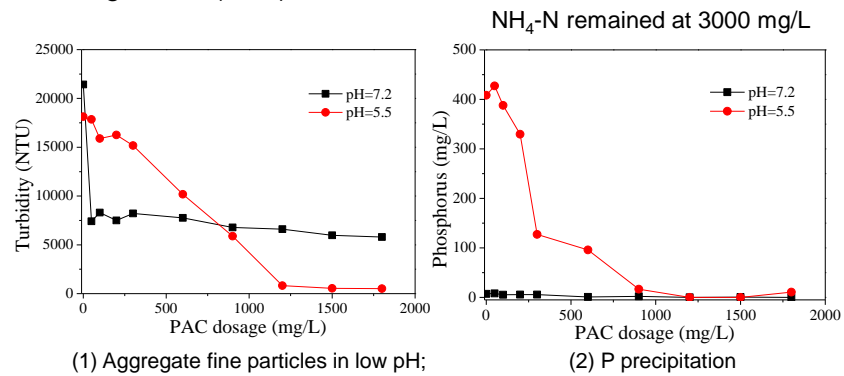 NH₄-N remained at 3000 mg/L
25000
20000
15000
10000
5000
0
Turbidity (NTU)
pH=7.2
pH=5.5
0 500 1000 1500 2000
PAC dosage (mg/L)
(1) Aggregate fine particles in low pH;
500
400
300
200
100
0
Phosphorus (mg/L)
pH=7.2
pH=5.5
0 500 1000 1500 2000
PAC dosage (mg/L)
(2) P precipitation